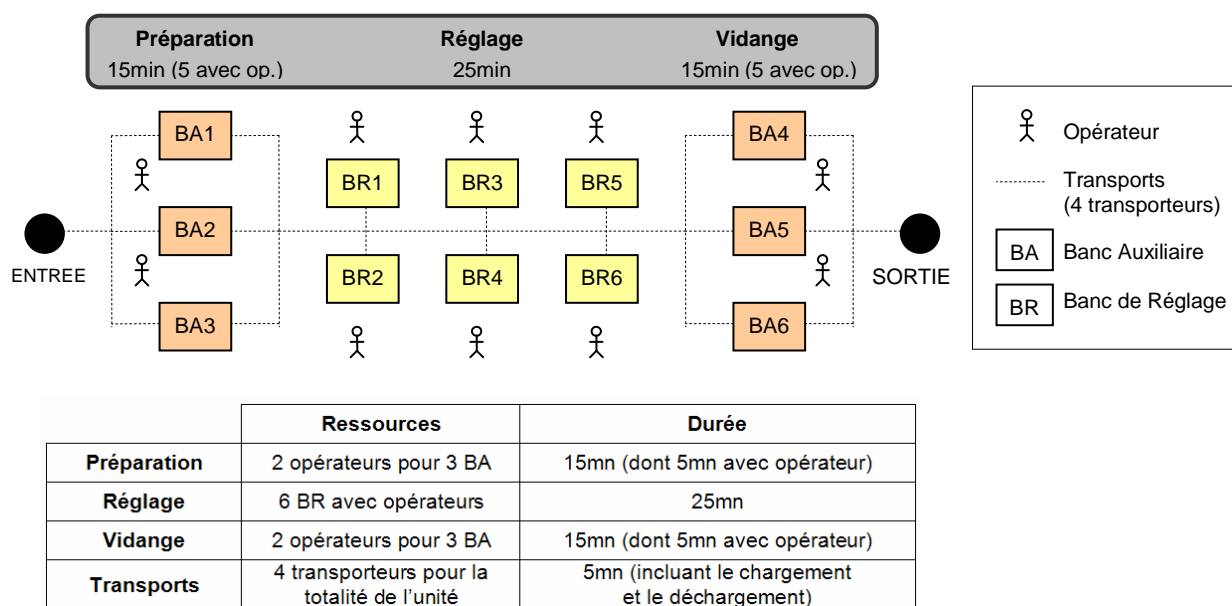 Préparation Réglage Vidange
15min (5 avec op.) 25min 15min (5 avec op.)
BA1 BA4
BR1 BR3 BR5
BA2 BA5
ENTREE SORTIE
BR2 BR4 BR6
BA3 BA6
Opérateur
Transports
(4 transporteurs)
BA Banc Auxiliaire
BR Banc de Réglage
Ressources Durée
Préparation 2 opérateurs pour 3 BA 15mn (dont 5mn avec opérateur)
Réglage 6 BR avec opérateurs 25mn
Vidange 2 opérateurs pour 3 BA 15mn (dont 5mn avec opérateur)
Transports 4 transporteurs pour la totalité de l'unité 5mn (incluant le chargement et le déchargement)